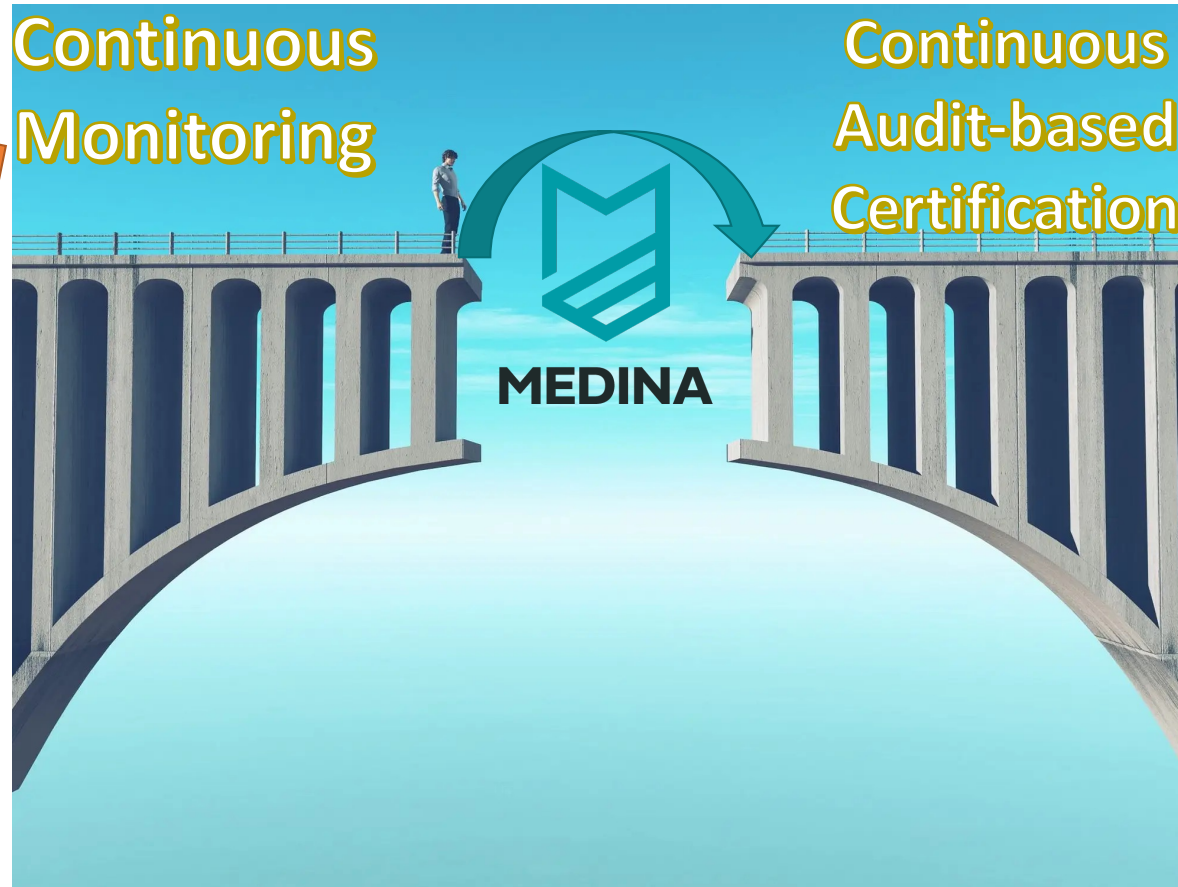 Continuous
Monitoring
Continuous
Audit-based
Certification
MEDINA